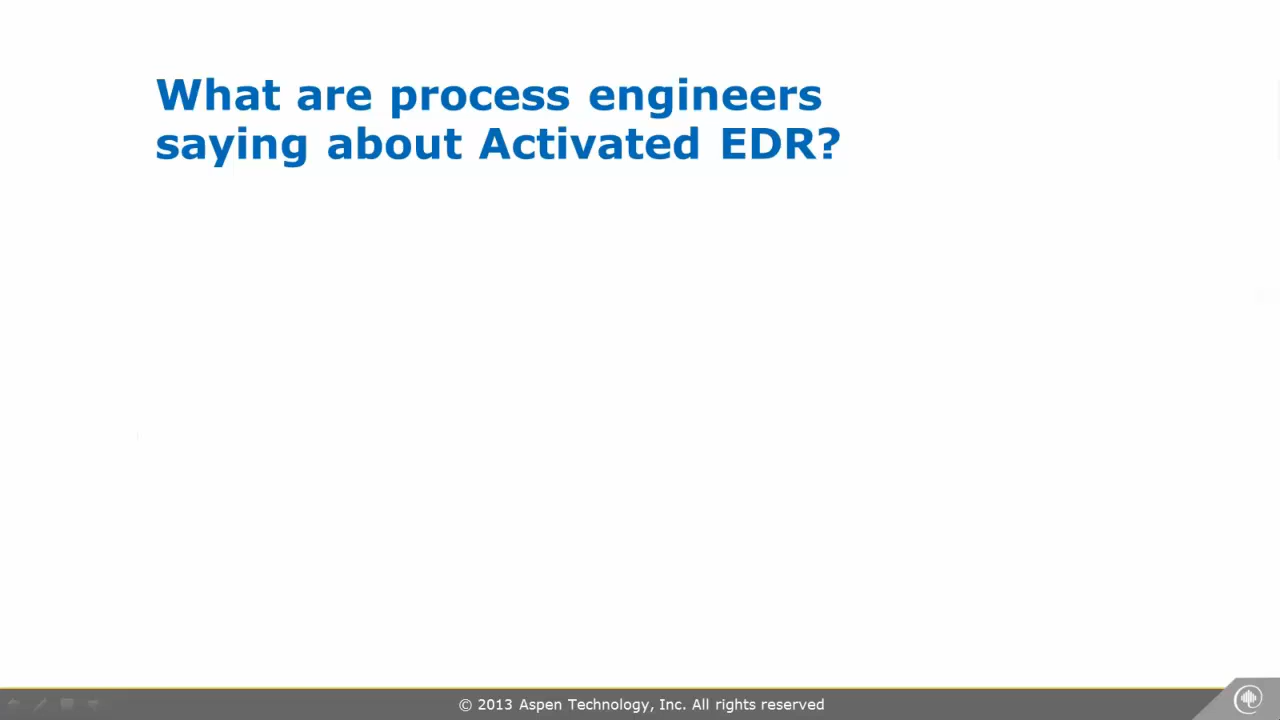 What are process engineers
saying about Activated EDR?
© 2013 Aspen Technology, Inc. All rights reserved